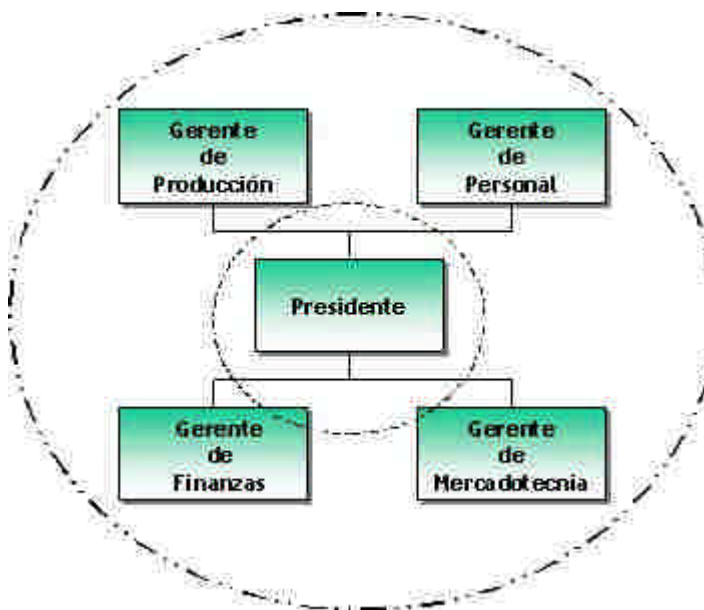 Gerente
de
Producción
Gerente
de
Personal
Presidente
Gerente
de
Finanzas
Gerente
de
Mercadotecnia